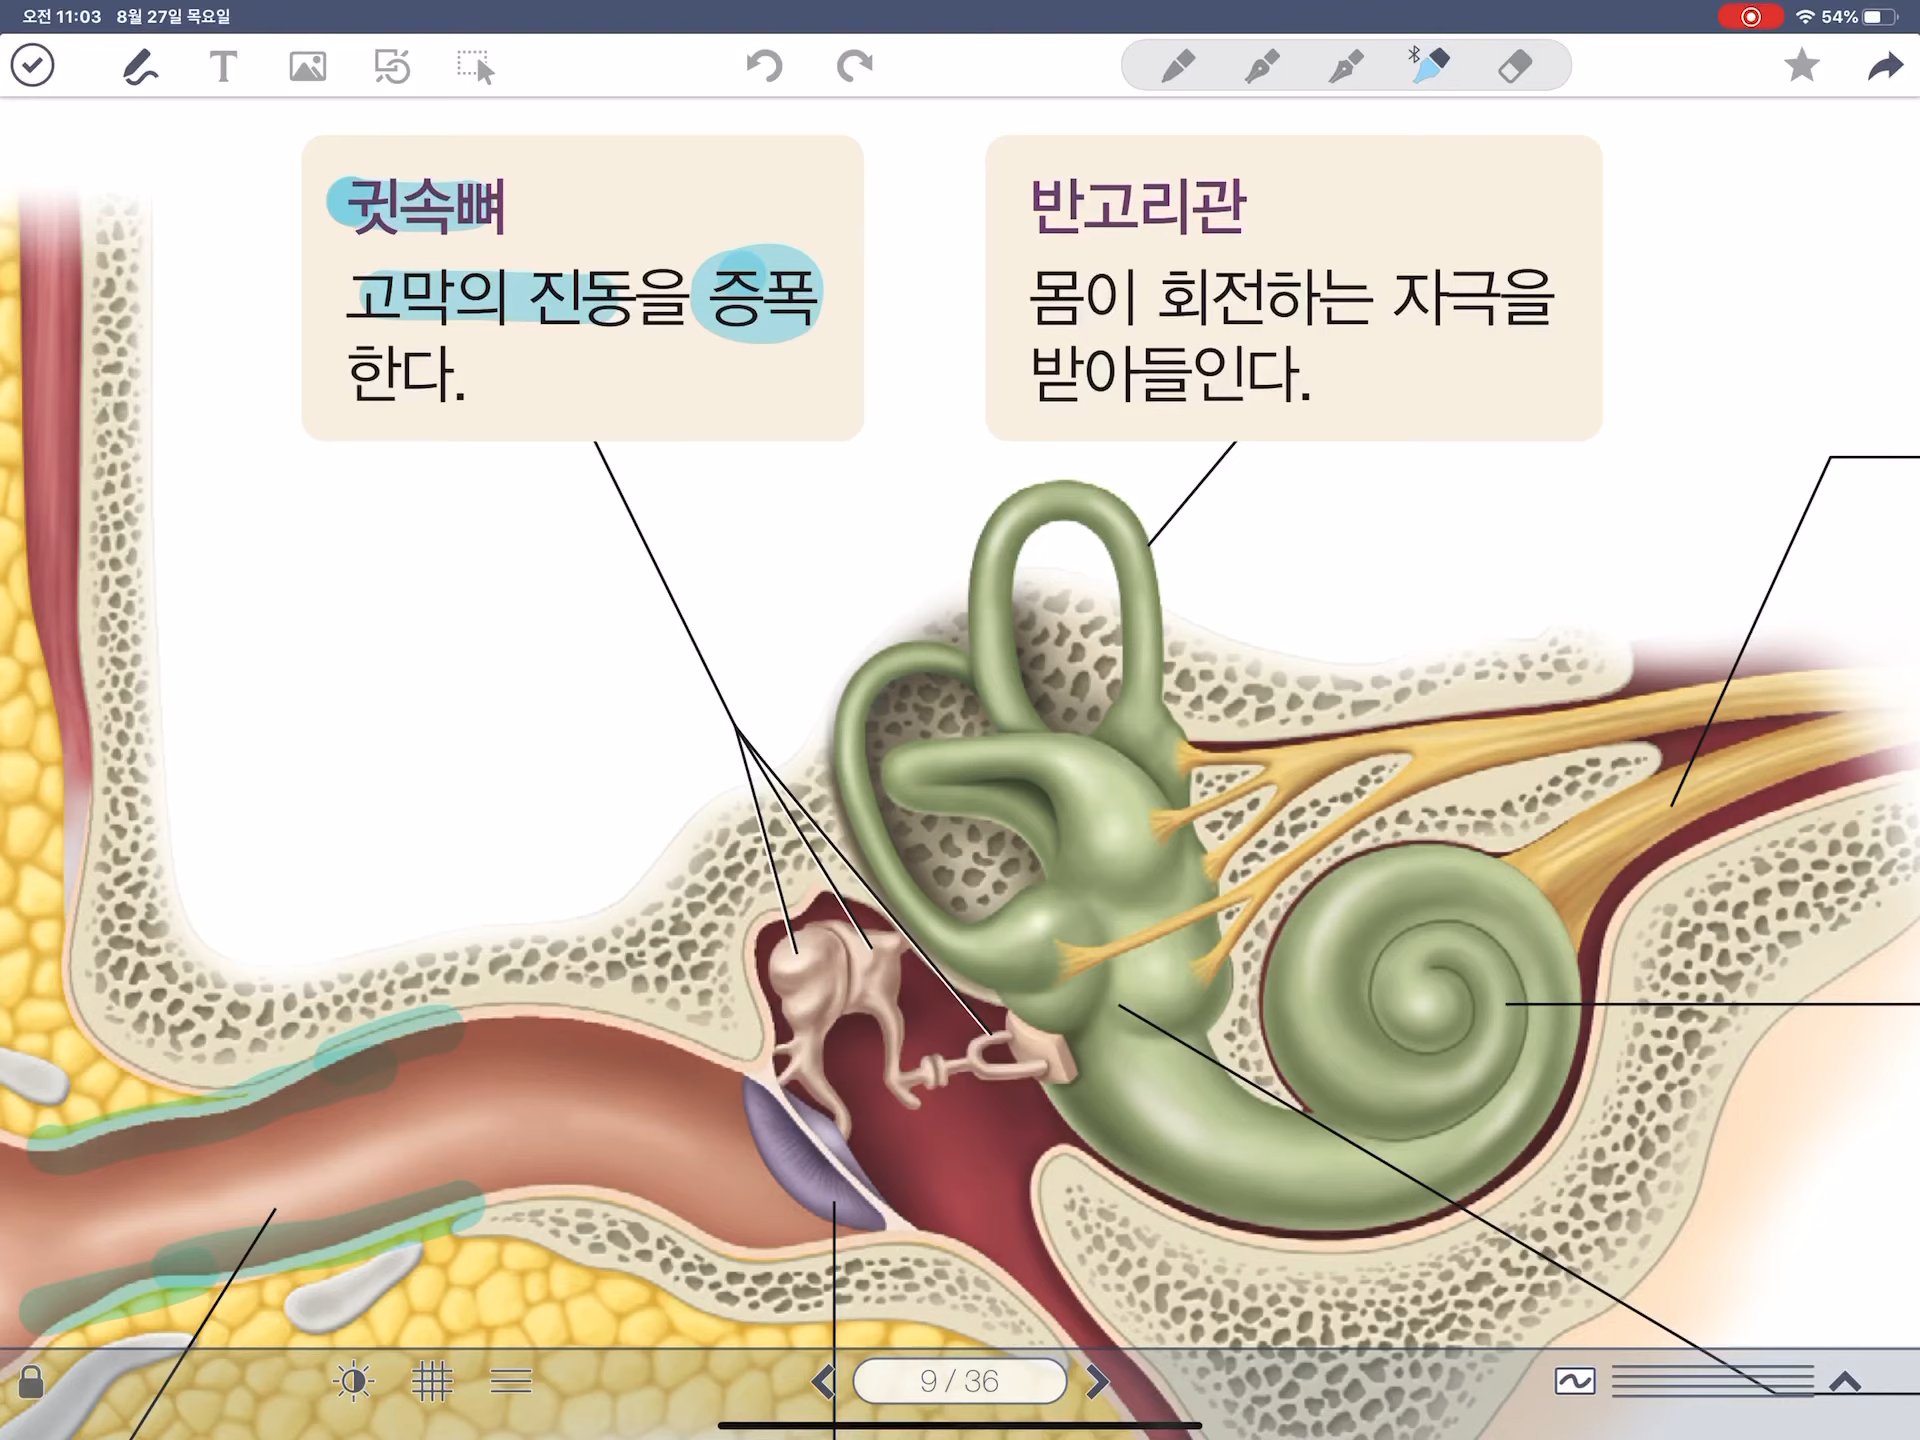 오전 11:03 8월 27일 목요일
54%
T
귓속뼈
고막의 진동을 증폭
한다.
반고리관
몸이 회전하는 자극을
받아들인다.
9 / 36